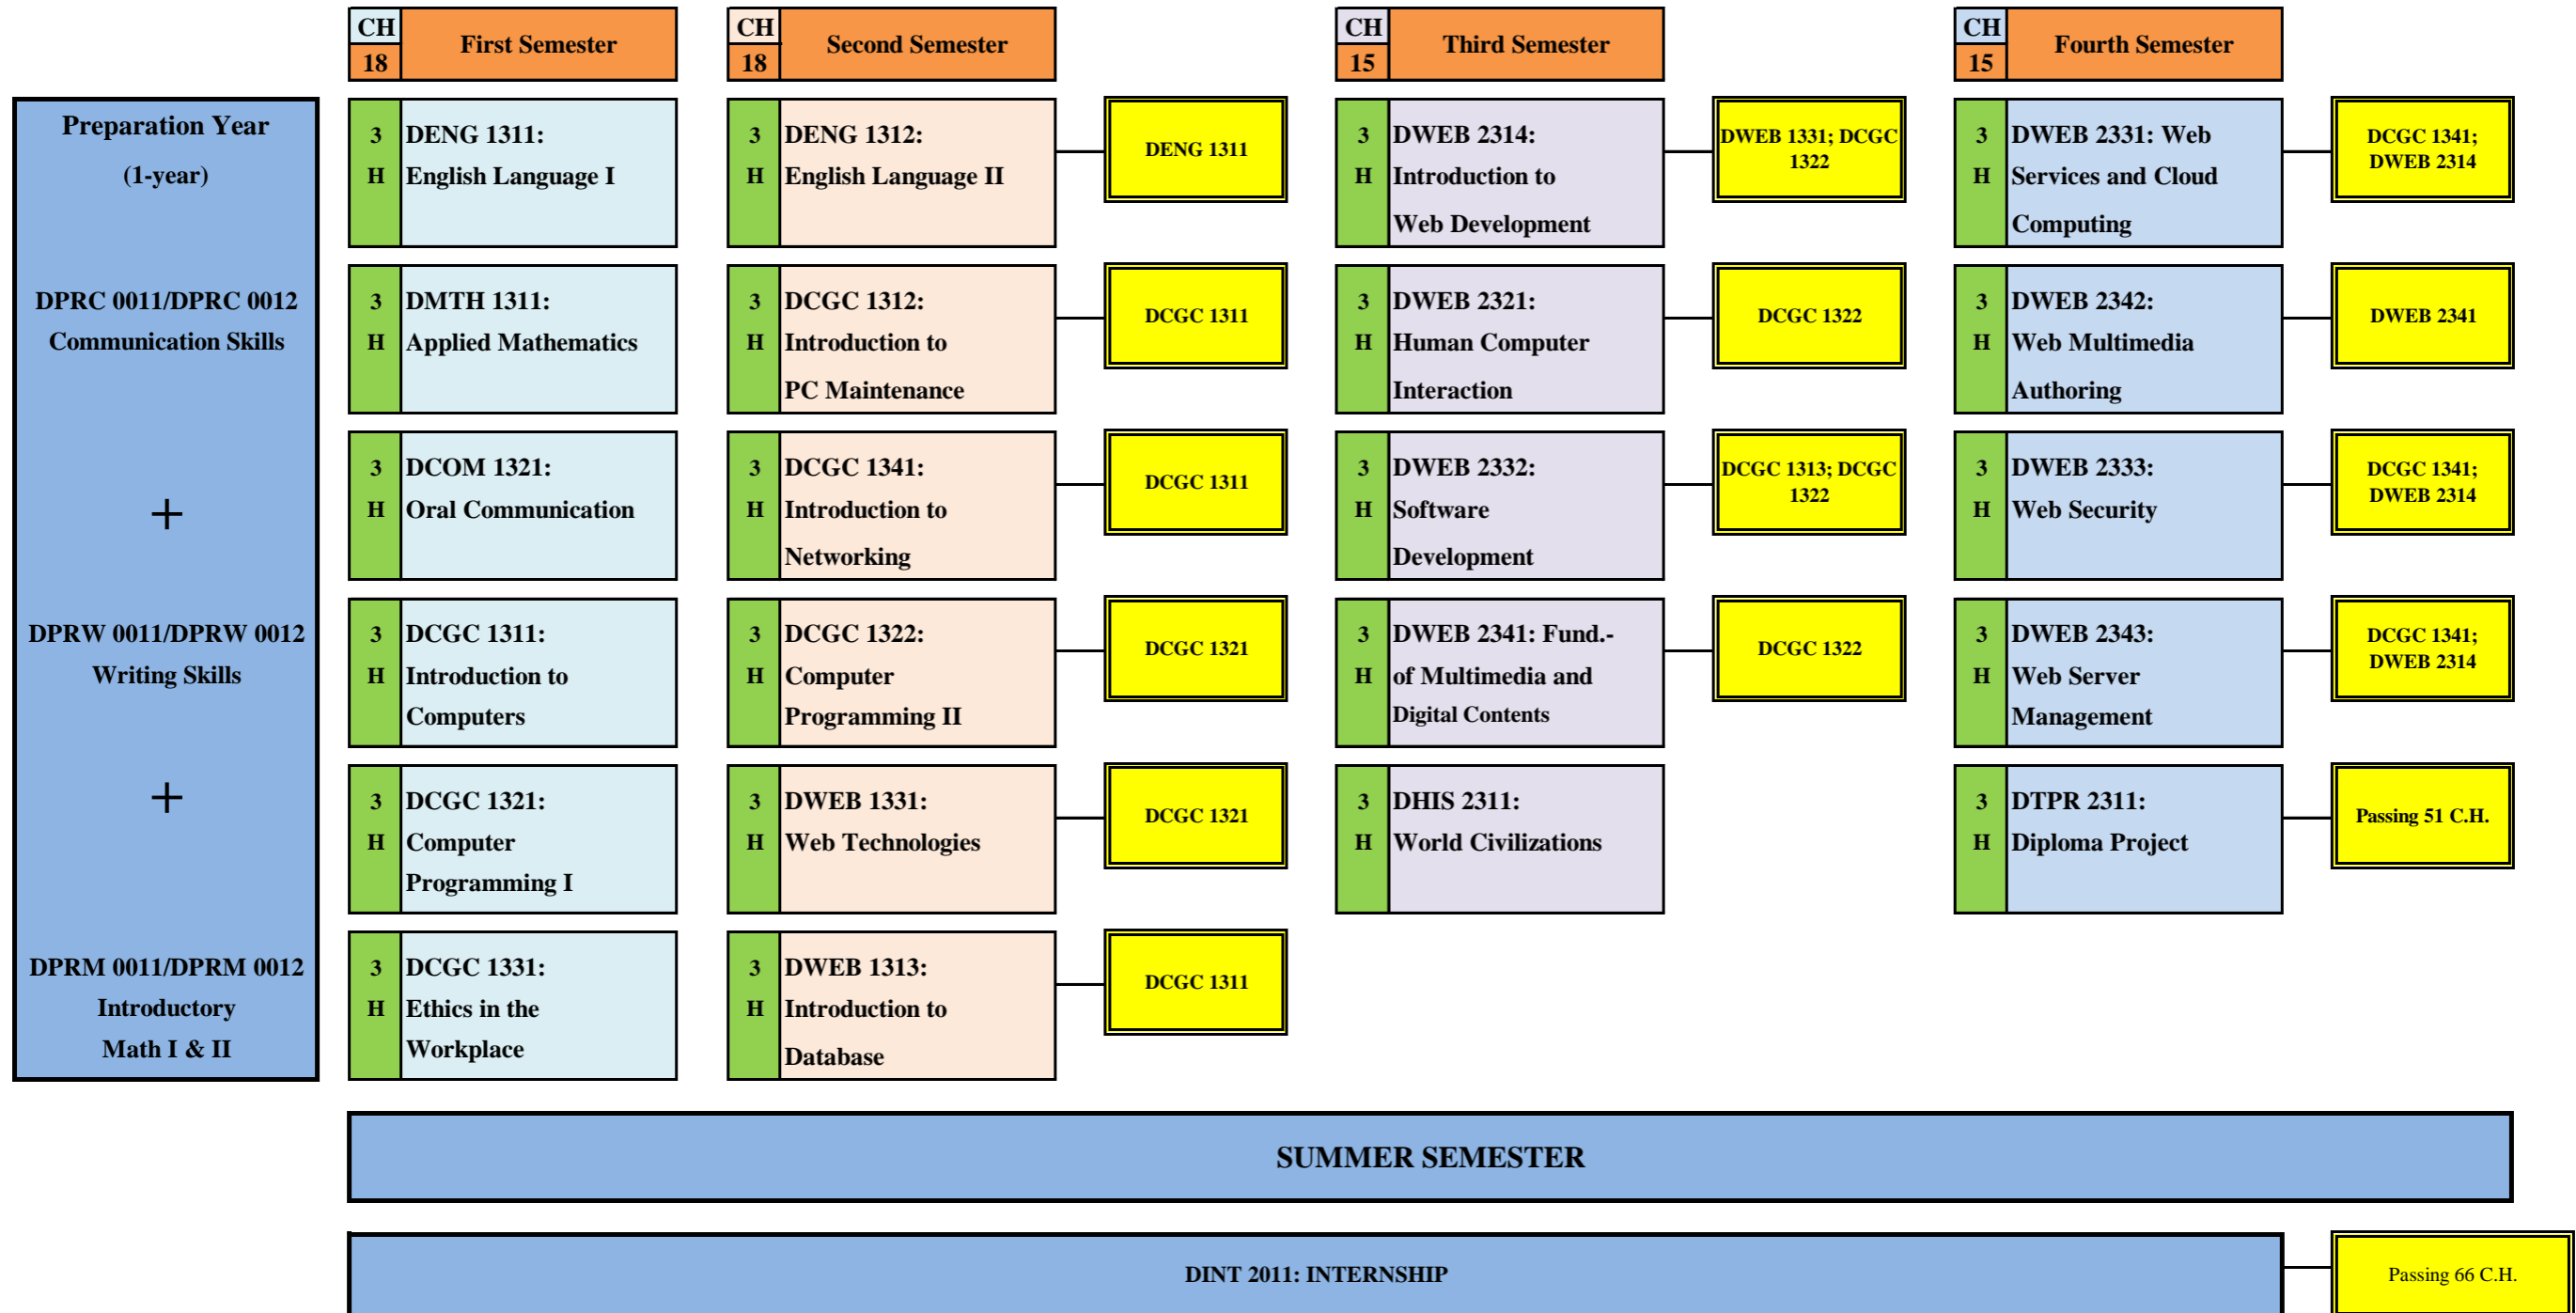 CH
18
First Semester
CH
18
Second Semester
CH
15
Third Semester
CH
15
Fourth Semester
Preparation Year
(1-year)
DPRC 0011/DPRC 0012
Communication Skills
+
DPRW 0011/DPRW 0012
Writing Skills
+
DPRM 0011/DPRM 0012
Introductory
Math I & II
3
H
DENG 1311:
English Language I
3
H
DENG 1312:
English Language II
DENG 1311
3
H
DWEB 2314:
Introduction to
Web Development
DWEB 1331; DCGC
1322
3
H
DWEB 2331: Web
Services and Cloud
Computing
DCGC 1341;
DWEB 2314
3
H
DMTH 1311:
Applied Mathematics
3
H
DCGC 1312:
Introduction to
PC Maintenance
DCGC 1311
3
H
DWEB 2321:
Human Computer
Interaction
DCGC 1322
3
H
DWEB 2342:
Web Multimedia
Authoring
DWEB 2341
3
H
DCOM 1321:
Oral Communication
3
H
DCGC 1341:
Introduction to
Networking
DCGC 1311
3
H
DWEB 2332:
Software
Development
DCGC 1313; DCGC
1322
3
H
DWEB 2333:
Web Security
DCGC 1341;
DWEB 2314
3
H
DCGC 1311:
Introduction to
Computers
3
H
DCGC 1322:
Computer
Programming II
DCGC 1321
3
H
DWEB 2341: Fund.-
of Multimedia and
Digital Contents
DCGC 1322
3
H
DWEB 2343:
Web Server
Management
DCGC 1341;
DWEB 2314
3
H
DCGC 1321:
Computer
Programming I
3
H
DWEB 1331:
Web Technologies
DCGC 1321
3
H
DHIS 2311:
World Civilizations
3
H
DTPR 2311:
Diploma Project
Passing 51 C.H.
3
H
DCGC 1331:
Ethics in the
Workplace
3
H
DWEB 1313:
Introduction to
Database
DCGC 1311
SUMMER SEMESTER
DINT 2011: INTERNSHIP
Passing 66 C.H.